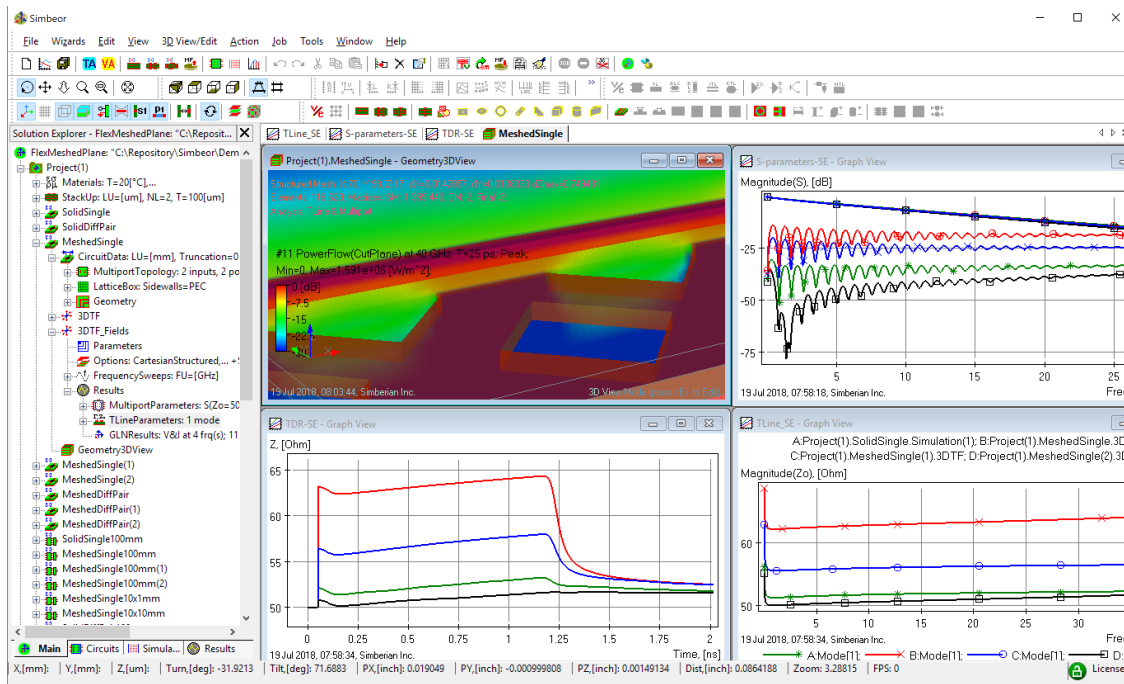 Simbeor
File Wizards Edit View 3D View/Edit Action Job Tools Window Help
Solution Explorer - FlexMeshedPlane: "C:\Reposit...
FlexMeshedPlane: "C:\Repository\Simbeor\Dem
Project(1)
Materials: T=20[°C],...
StackUp: LU=[um], NL=2, T=100[um]
SolidSingle
SolidDiffPair
MeshedSingle
CircuitData: LU=[mm], Truncation=0
MultiportTopology: 2 inputs, 2 po
LatticeBox: Sidewalls=PEC
Geometry
3DTF
3DTF_Fields
Parameters
Options: CartesianStructured,... +
FrequencySweeps: FU=[GHz]
Results
MultiportParameters: S(Zo=50
TLineParameters: 1 mode
GLNResults: V&I at 4 frq(s); 11
Geometry3DView
MeshedSingle(1)
MeshedSingle(2)
MeshedDiffPair
MeshedDiffPair(1)
MeshedDiffPair(2)
SolidSingle100mm
MeshedSingle100mm
MeshedSingle100mm(1)
MeshedSingle100mm(2)
MeshedSingle10x1mm
MeshedSingle10x10mm
Main Circuits Simula... Results
TLine_SE S-parameters-SE TDR-SE MeshedSingle
Project(1).MeshedSingle - Geometry3DView
#11 PowerFlow(CutPlane) at 40 GHz, T=25 ps; Peak;
Min=0, Max=1.591e+06 [W/m^2];
0 [dB]
-7.5
-15
-22
-30
19 Jul 2018, 08:03:44, Simberian Inc.
3D View Mode (press <Esc> to Edit)
S-parameters-SE - Graph View
Magnitude(S), [dB]
-25
-50
-75
5 10 15 20 25
19 Jul 2018, 07:58:18, Simberian Inc.
Fre
TDR-SE - Graph View
Z, [Ohm]
65
60
55
50
0 0.25 0.5 0.75 1 1.25 1.5 1.75 2
19 Jul 2018, 07:58:34, Simberian Inc.
Time, [ns]
TLine_SE - Graph View
A:Project(1).SolidSingle.Simulation(1); B:Project(1).MeshedSingle.3D
C:Project(1).MeshedSingle(1).3DTF; D:Project(1).MeshedSingle(2).3D
Magnitude(Zo), [Ohm]
60
50
5 10 15 20 25 30
19 Jul 2018, 07:58:34, Simberian Inc.
Fre
A:Mode[1]; B:Mode[1]; C:Mode[1]; D:
X,[mm]: Y,[mm]: Z,[um]: Turn,[deg]: -31.9213 Tilt,[deg]: 71.6883 PX,[inch]: 0.019049 PY,[inch]: -0.000999808 PZ,[inch]: 0.00149134 Dist,[inch]: 0.0864188 Zoom: 3.28815 FPS: 0 License